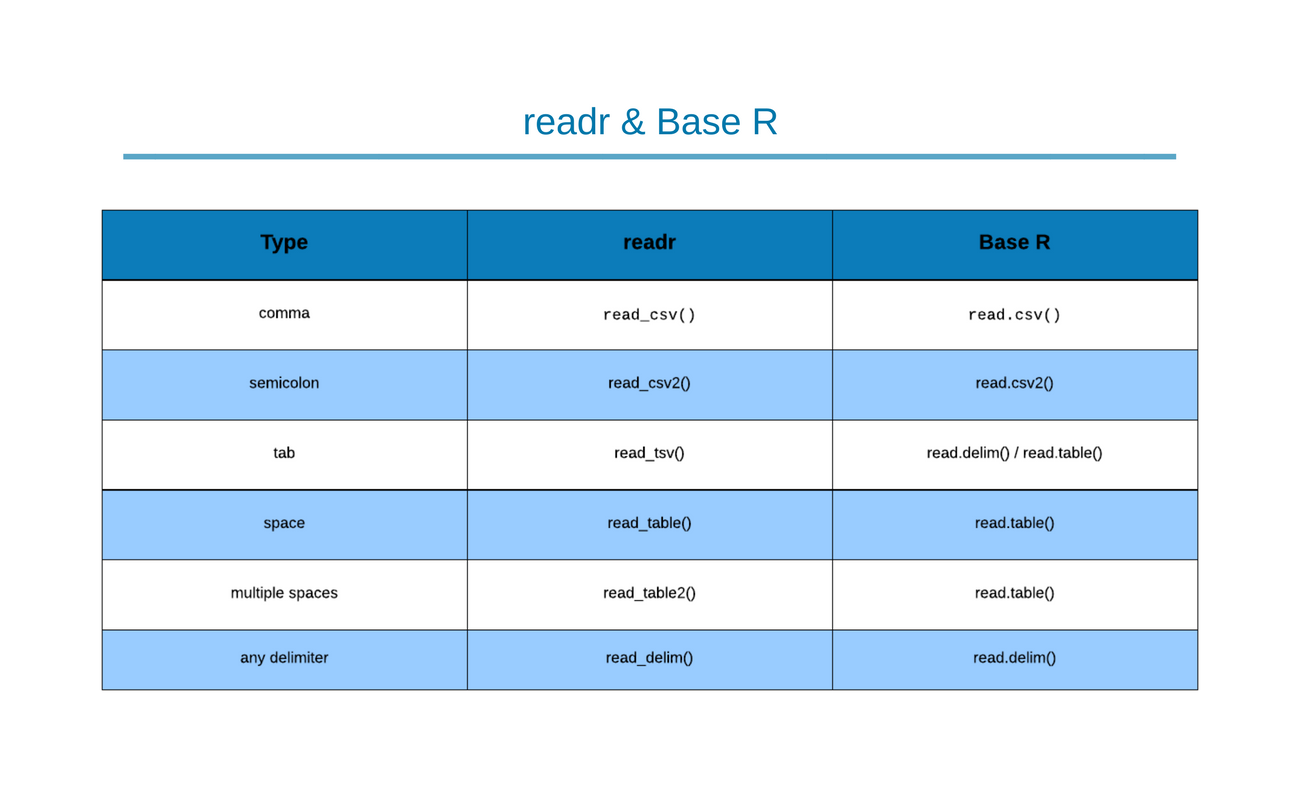 readr & Base R
Type readr Base R
comma read_csv() read.csv()
semicolon read_csv2() read.csv2()
tab read_tsv() read.delim() / read.table()
space read_table() read.table()
multiple spaces read_table2() read.table()
any delimiter read_delim() read.delim()